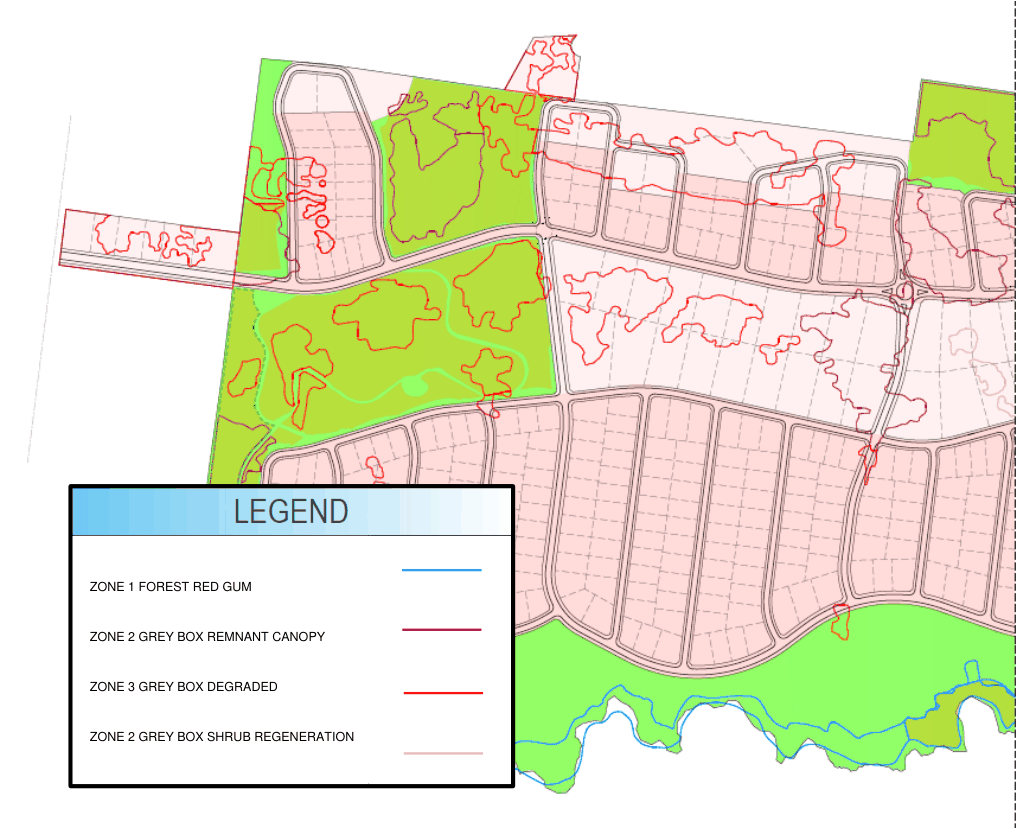 LEGEND
ZONE 1 FOREST RED GUM
ZONE 2 GREY BOX REMNANT CANOPY
ZONE 3 GREY BOX DEGRADED
ZONE 2 GREY BOX SHRUB REGENERATION